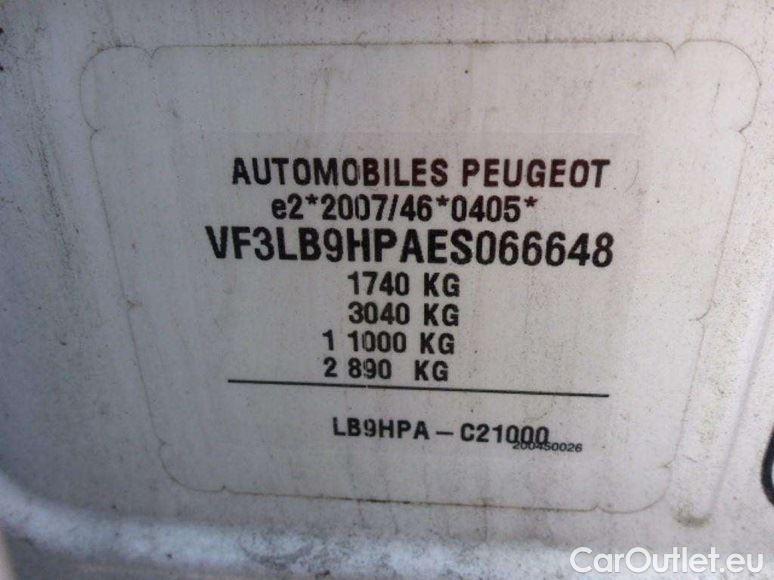 AUTOMOBILES PEUGEOT
e2*2007/46*0405*
VF3LB9HPAES066648
1740 KG
3040 KG
1 1000 KG
2 890 KG
LB9HPA – C21000
200450026
CarOutlet.eu